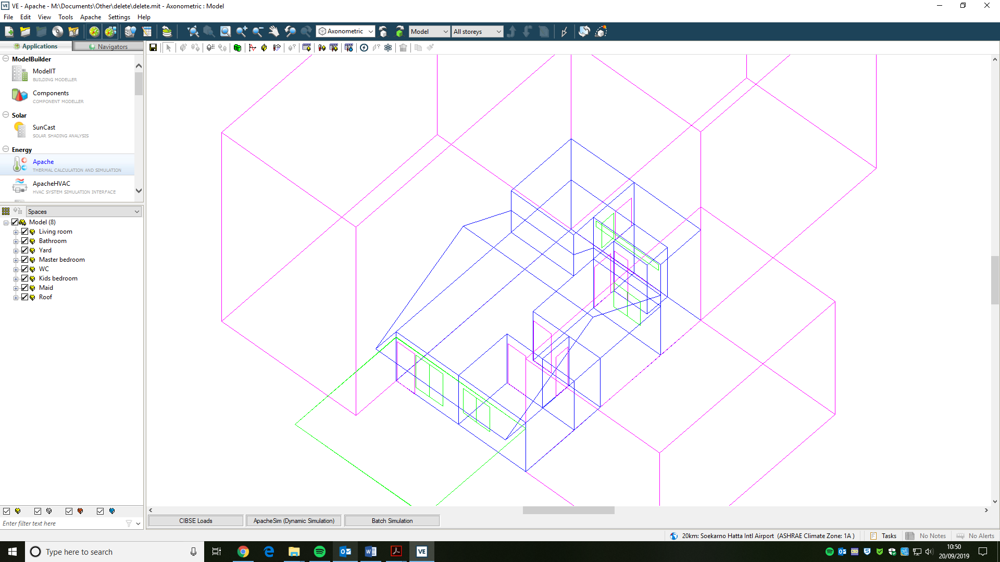 VE - Apache - M:\Documents\Other\delete\delete.mit - Axonometric : Model
File Edit View Tools Apache Settings Help
Axonometric Model All storeys
Applications Navigators
ModelBuilder
ModelIT
BUILDING MODELLER
Components
COMPONENT MODELLER
Solar
SunCast
SOLAR SHADING ANALYSIS
Energy
Apache
THERMAL CALCULATION AND SIMULATION
ApacheHVAC
HVAC SYSTEM SIMULATION INTERFACE
Spaces
Model (8)
Living room
Bathroom
Yard
Master bedroom
WC
Kids bedroom
Maid
Roof
Enter filter text here
CIBSE Loads ApacheSim (Dynamic Simulation) Batch Simulation
20km: Soekarno Hatta Intl Airport (ASHRAE Climate Zone: 1A ) Tasks No Notes No Alerts
Type here to search
10:50
20/09/2019